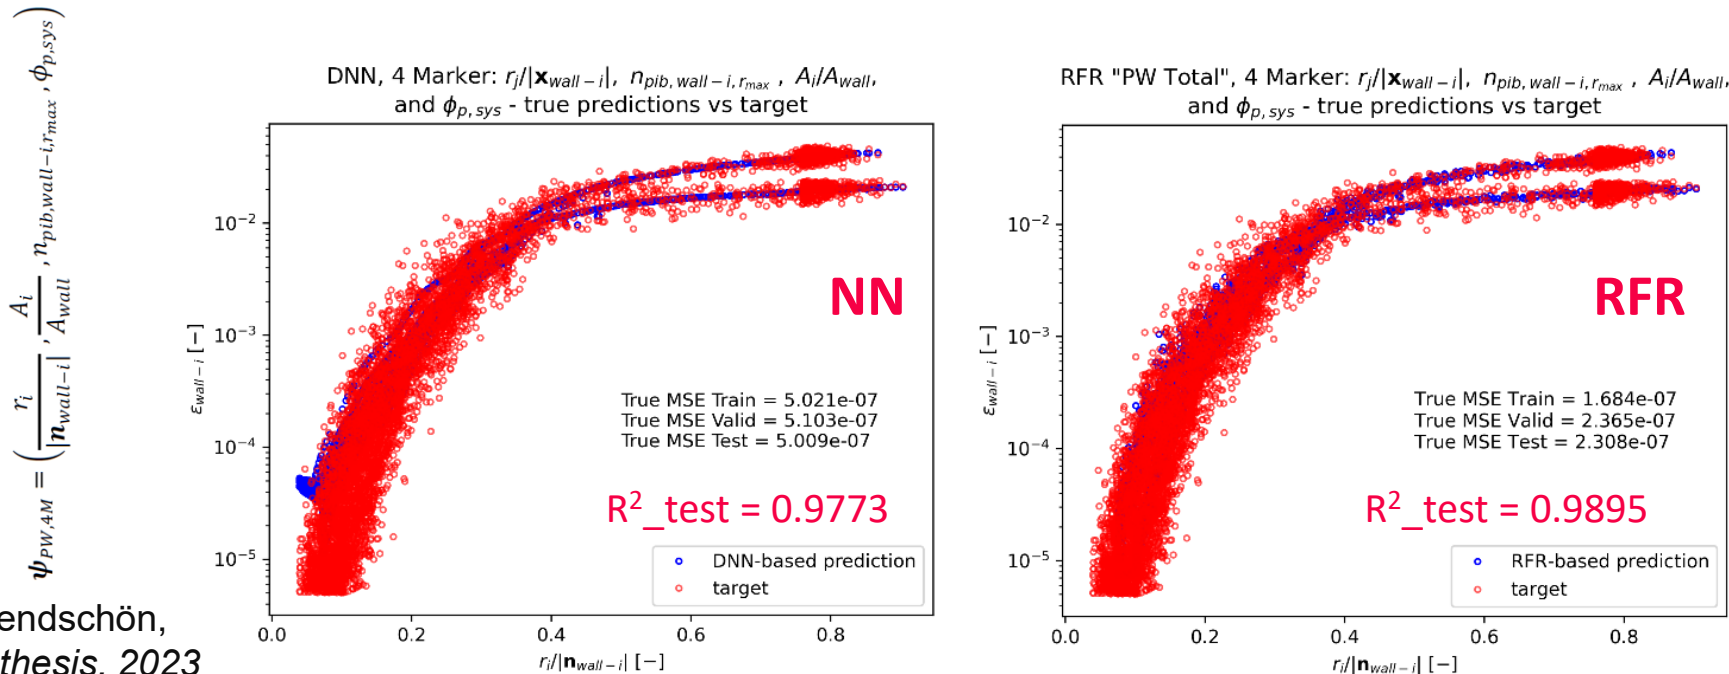 ψ_PW,4M = ( r_i / |n_wall−i| , A_i / A_wall , n_pib,wall−i,r_max , ϕ_p,sys
endschön,
thesis, 2023
DNN, 4 Marker: r_j/|x_wall−i|, n_pib,wall−i,r_max , A_i/A_wall,
and ϕ_p,sys - true predictions vs target
ε_wall−i [−]
10⁻²
10⁻³
10⁻⁴
10⁻⁵
NN
True MSE Train = 5.021e-07
True MSE Valid = 5.103e-07
True MSE Test = 5.009e-07
R²_test = 0.9773
DNN-based prediction
target
0.0 0.2 0.4 0.6 0.8
r_i/|n_wall−i| [−]
RFR "PW Total", 4 Marker: r_j/|x_wall−i|, n_pib,wall−i,r_max , A_i/A_wall,
and ϕ_p,sys - true predictions vs target
ε_wall−i [−]
10⁻²
10⁻³
10⁻⁴
10⁻⁵
RFR
True MSE Train = 1.684e-07
True MSE Valid = 2.365e-07
True MSE Test = 2.308e-07
R²_test = 0.9895
RFR-based prediction
target
0.0 0.2 0.4 0.6 0.8
r_i/|n_wall−i| [−]